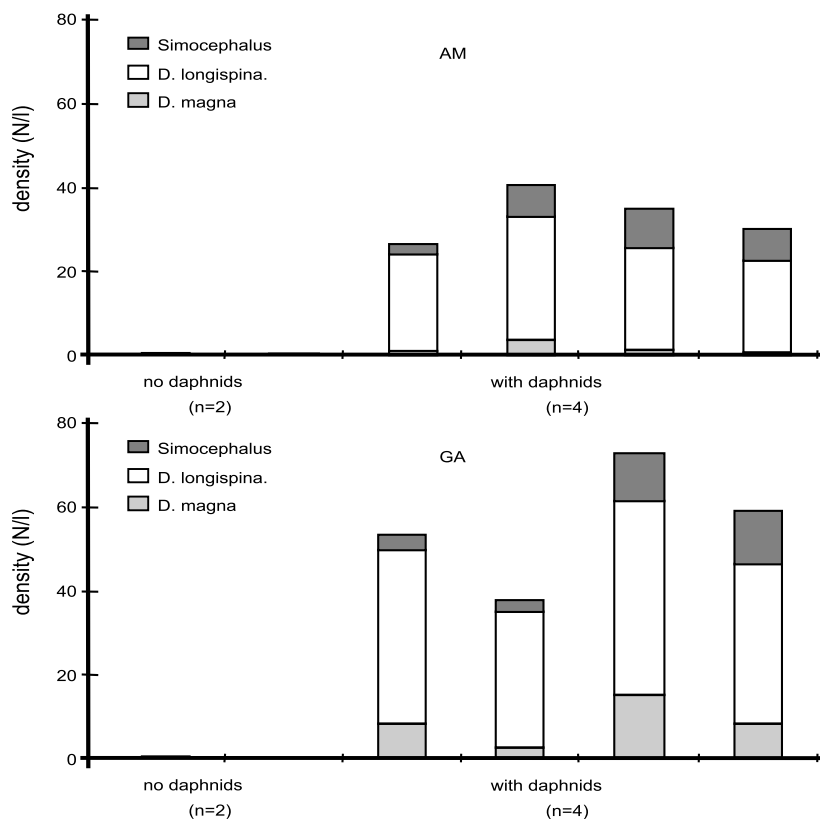 80
Simocephalus
AM
D. longispina.
60
D. magna
density (N/l)
40
20
0
no daphnids
with daphnids
(n=2)
(n=4)
80
Simocephalus
GA
D. longispina.
60
D. magna
density (N/l)
40
20
0
no daphnids
with daphnids
(n=2)
(n=4)